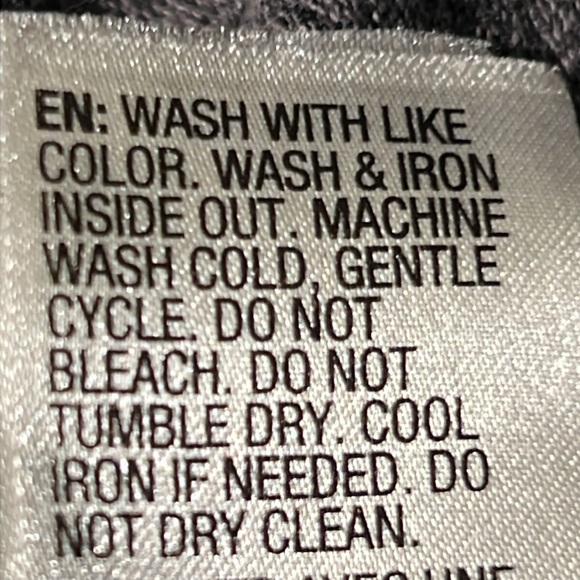 EN: WASH WITH LIKE
COLOR. WASH & IRON
INSIDE OUT. MACHINE
WASH COLD, GENTLE
CYCLE. DO NOT
BLEACH. DO NOT
TUMBLE DRY. COOL
IRON IF NEEDED. DO
NOT DRY CLEAN.